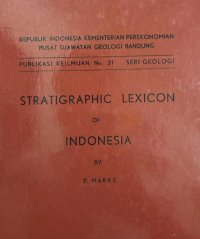 REPUBLIK INDONESIA KEMENTERIAN PEREKONOMIAN
PUSAT DJAWATAN GEOLOGI BANDUNG
PUBLIKASI KEILMUAN No. 31 SERI GEOLOGI
STRATIGRAPHIC LEXICON
OF
INDONESIA
BY
P. MARKS